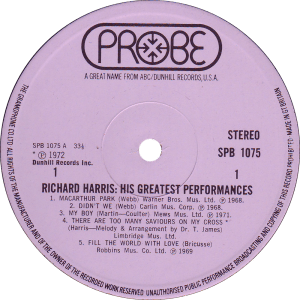 PROBE
A GREAT NAME FROM ABC/DUNHILL RECORDS, U.S.A.
SPB 1075 A 33⅓
* ℗ 1972
Dunhill Records Inc.
1
STEREO
SPB 1075
1
RICHARD HARRIS: HIS GREATEST PERFORMANCES
1. MACARTHUR PARK (Webb) Warner Bros. Mus. Ltd. ℗ 1968.
2. DIDN'T WE (Webb) Carlin Mus. Corp. ℗ 1968.
3. MY BOY (Martin—Coulter) Mews Mus. Ltd. ℗ 1971.
4. THERE ARE TOO MANY SAVIOURS ON MY CROSS *
(Harris—Melody & Arrangement by Dr. T. James)
Limbridge Mus. Ltd.
5. FILL THE WORLD WITH LOVE (Bricusse)
Robbins Mus. Co. Ltd. ℗ 1969
THE GRAMOPHONE CO LTD. ALL RIGHTS OF THE MANUFACTURER AND OF THE OWNER OF THE RECORDED WORK RESERVED. UNAUTHORISED PUBLIC PERFORMANCE, BROADCASTING AND COPYING OF THIS RECORD PROHIBITED. MADE IN GT BRITAIN